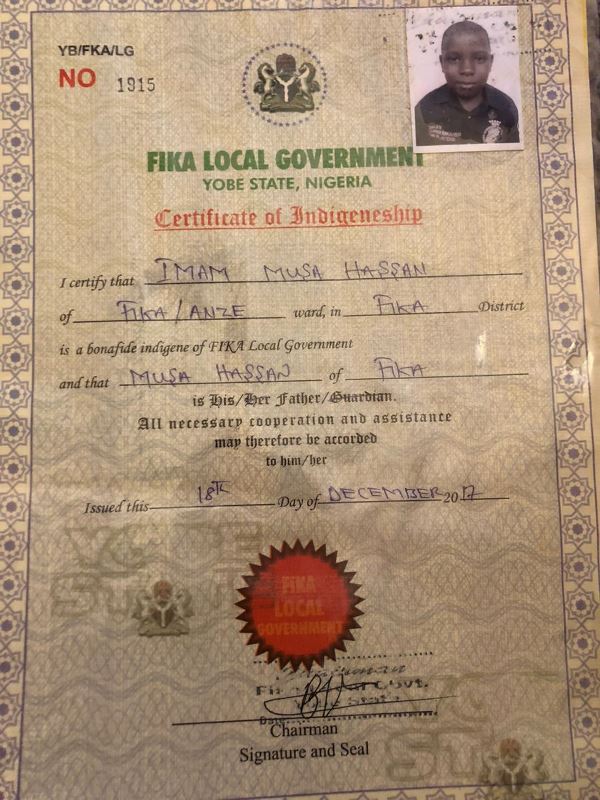 YB/FKA/LG
NO 1915
FIKA LOCAL GOVERNMENT
YOBE STATE, NIGERIA
Certificate of Indigeneship
I certify that IMAM MUSA HASSAN
of FIKA/ANZE ward, in FIKA District
is a bonafide indigene of FIKA Local Government
and that MUSA HASSAN of FIKA
is His/Her Father/Guardian.
All necessary cooperation and assistance
may therefore be accorded
to him/her
Issued this 18TH Day of DECEMBER 2017
FIKA
LOCAL
GOVERNMENT
Chairman
Signature and Seal